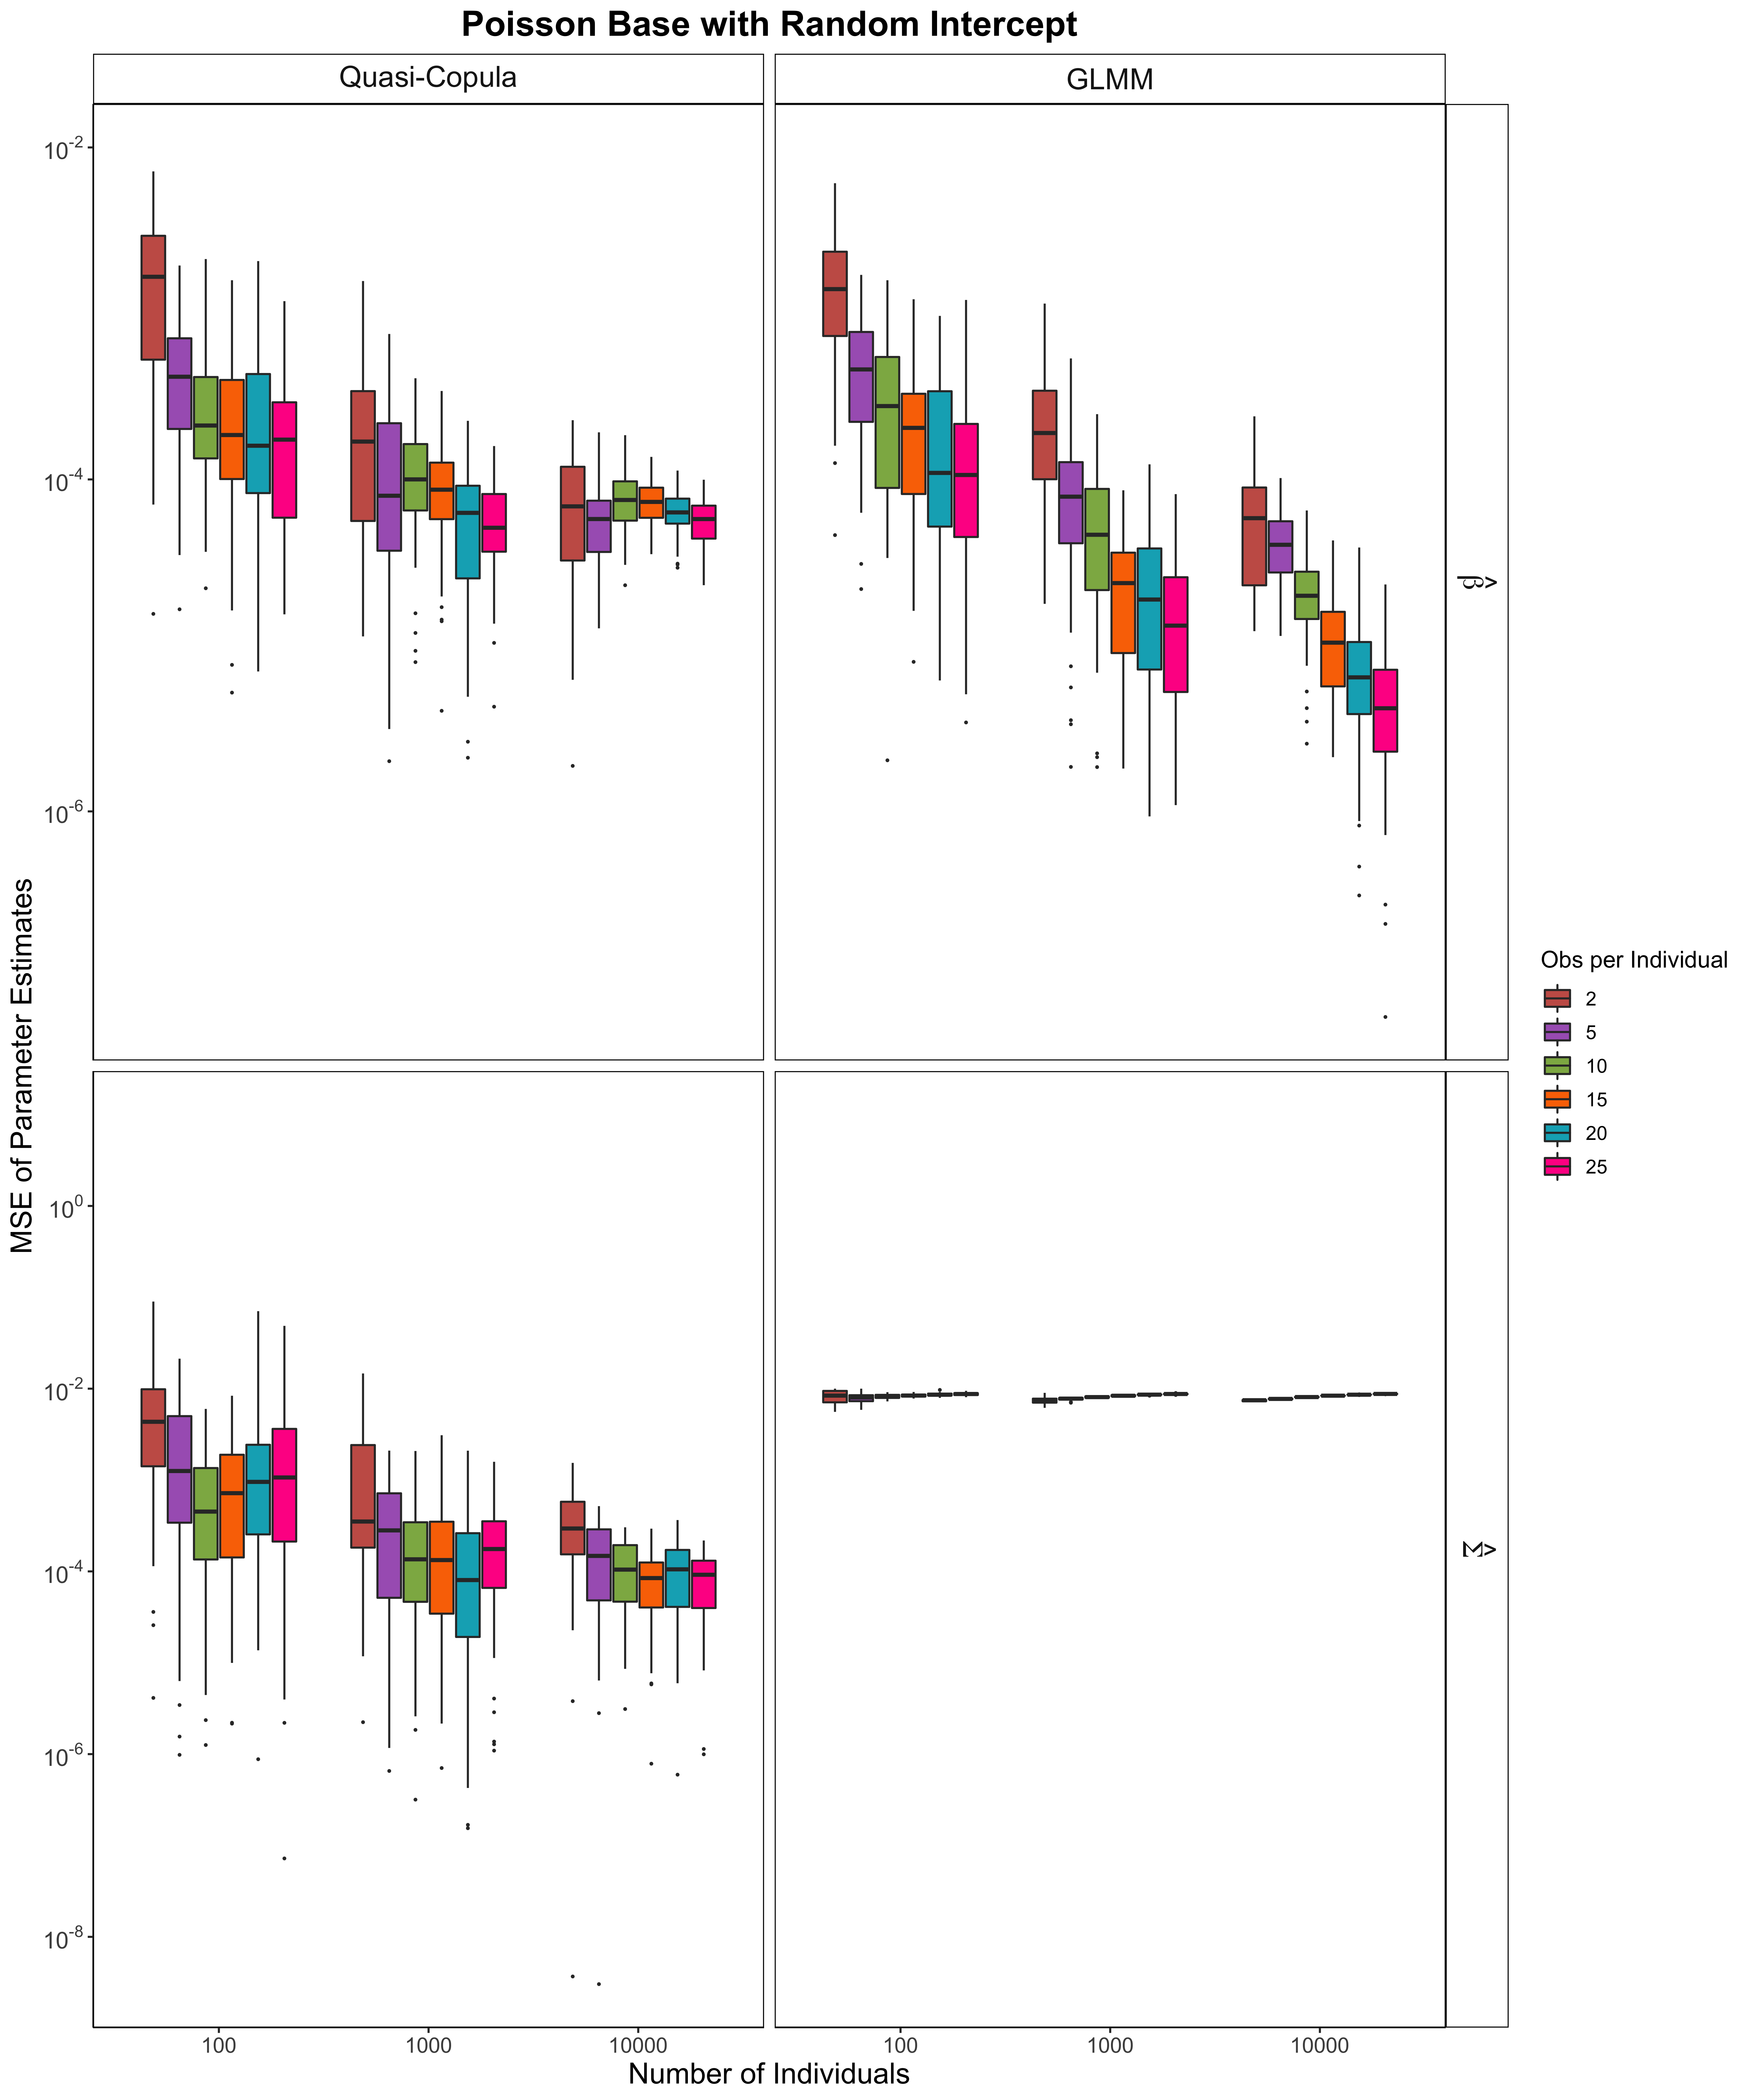 Poisson Base with Random Intercept
Quasi-Copula
GLMM
10^-2
10^-4
10^-6
β̂
MSE of Parameter Estimates
10^0
10^-2
10^-4
10^-6
10^-8
Σ̂
100
1000
10000
100
1000
10000
Number of Individuals
Obs per Individual
2
5
10
15
20
25